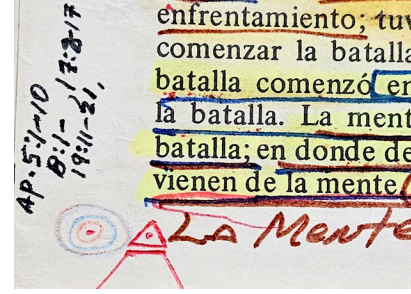 AP. 5:1-10
8:1-17:8-17
19:11-21,
enfrentamiento; tuv
comenzar la batalla
batalla comenzó en
la batalla. La ment
batalla; en donde de
vienen de la mente
LA Mente